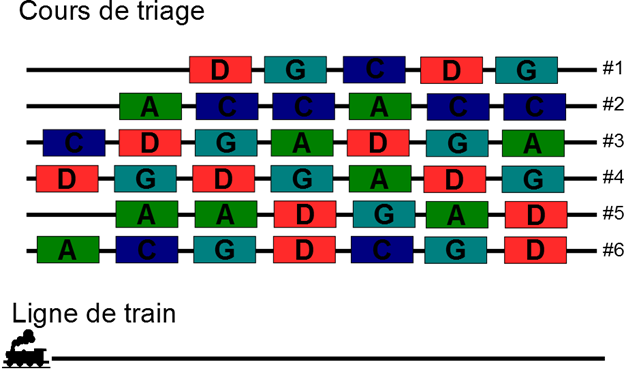 Cours de triage
D G C D G #1
A C C A C C #2
C D G A D G A #3
D G D G A D G #4
A A D G A D #5
A C G D C G D #6
Ligne de train